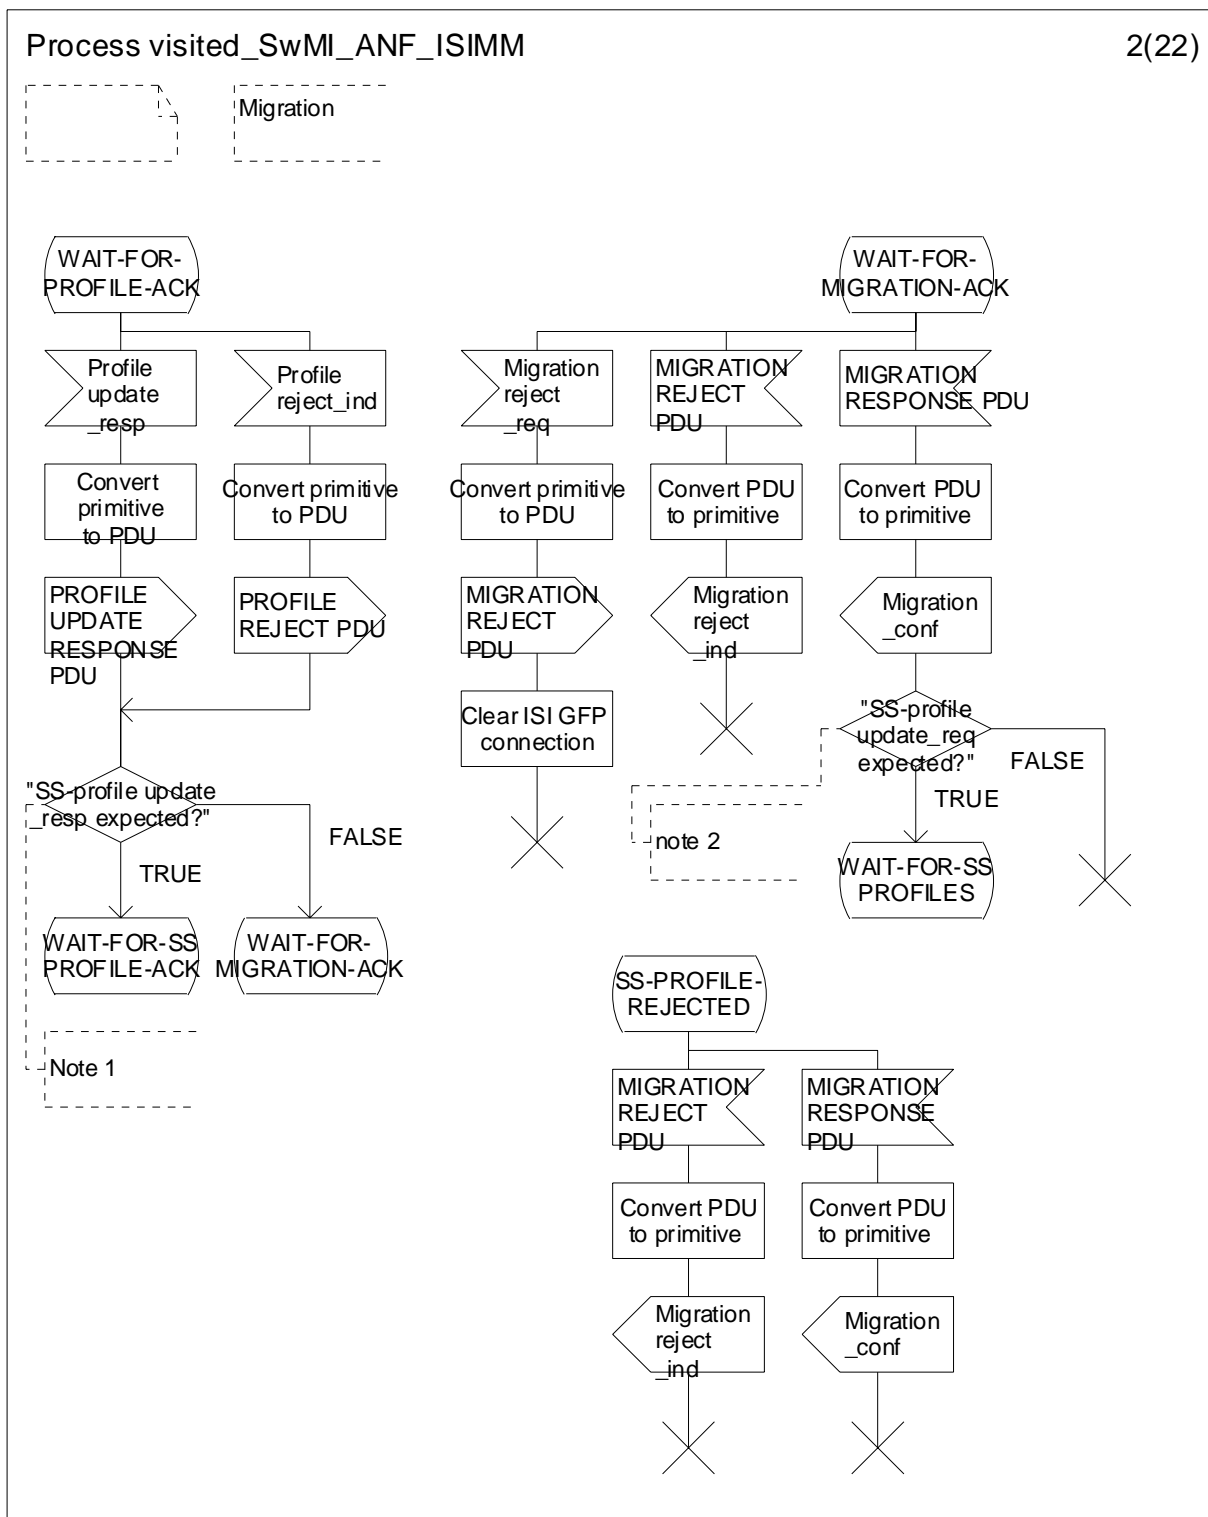 Process visited_SwMI_ANF_ISIMM
2(22)
Migration
WAIT-FOR-
PROFILE-ACK
Profile
update
_resp
Convert
primitive
to PDU
PROFILE
UPDATE
RESPONSE
PDU
Profile
reject_ind
Convert primitive
to PDU
PROFILE
REJECT PDU
"SS-profile update
_resp expected?"
TRUE
FALSE
WAIT-FOR-SS
PROFILE-ACK
WAIT-FOR-
MIGRATION-ACK
Note 1
WAIT-FOR-
MIGRATION-ACK
Migration
reject
_req
Convert primitive
to PDU
MIGRATION
REJECT
PDU
Clear ISI GFP
connection
MIGRATION
REJECT
PDU
Convert PDU
to primitive
Migration
reject
_ind
MIGRATION
RESPONSE PDU
Convert PDU
to primitive
Migration
_conf
"SS-profile
update_req
expected?"
FALSE
TRUE
note 2
WAIT-FOR-SS
PROFILES
SS-PROFILE-
REJECTED
MIGRATION
REJECT
PDU
Convert PDU
to primitive
Migration
reject
_ind
MIGRATION
RESPONSE
PDU
Convert PDU
to primitive
Migration
_conf